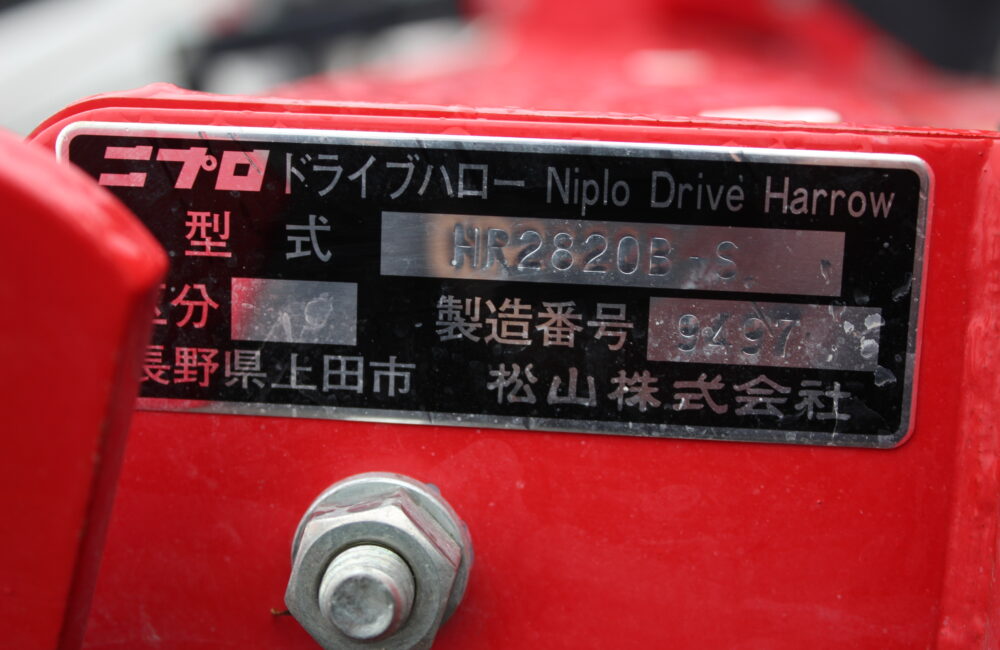 ニプロ ドライブハロー Niplo Drive Harrow
型 式 HR2820B-S
区分 製造番号 9497
長野県上田市 松山株式会社